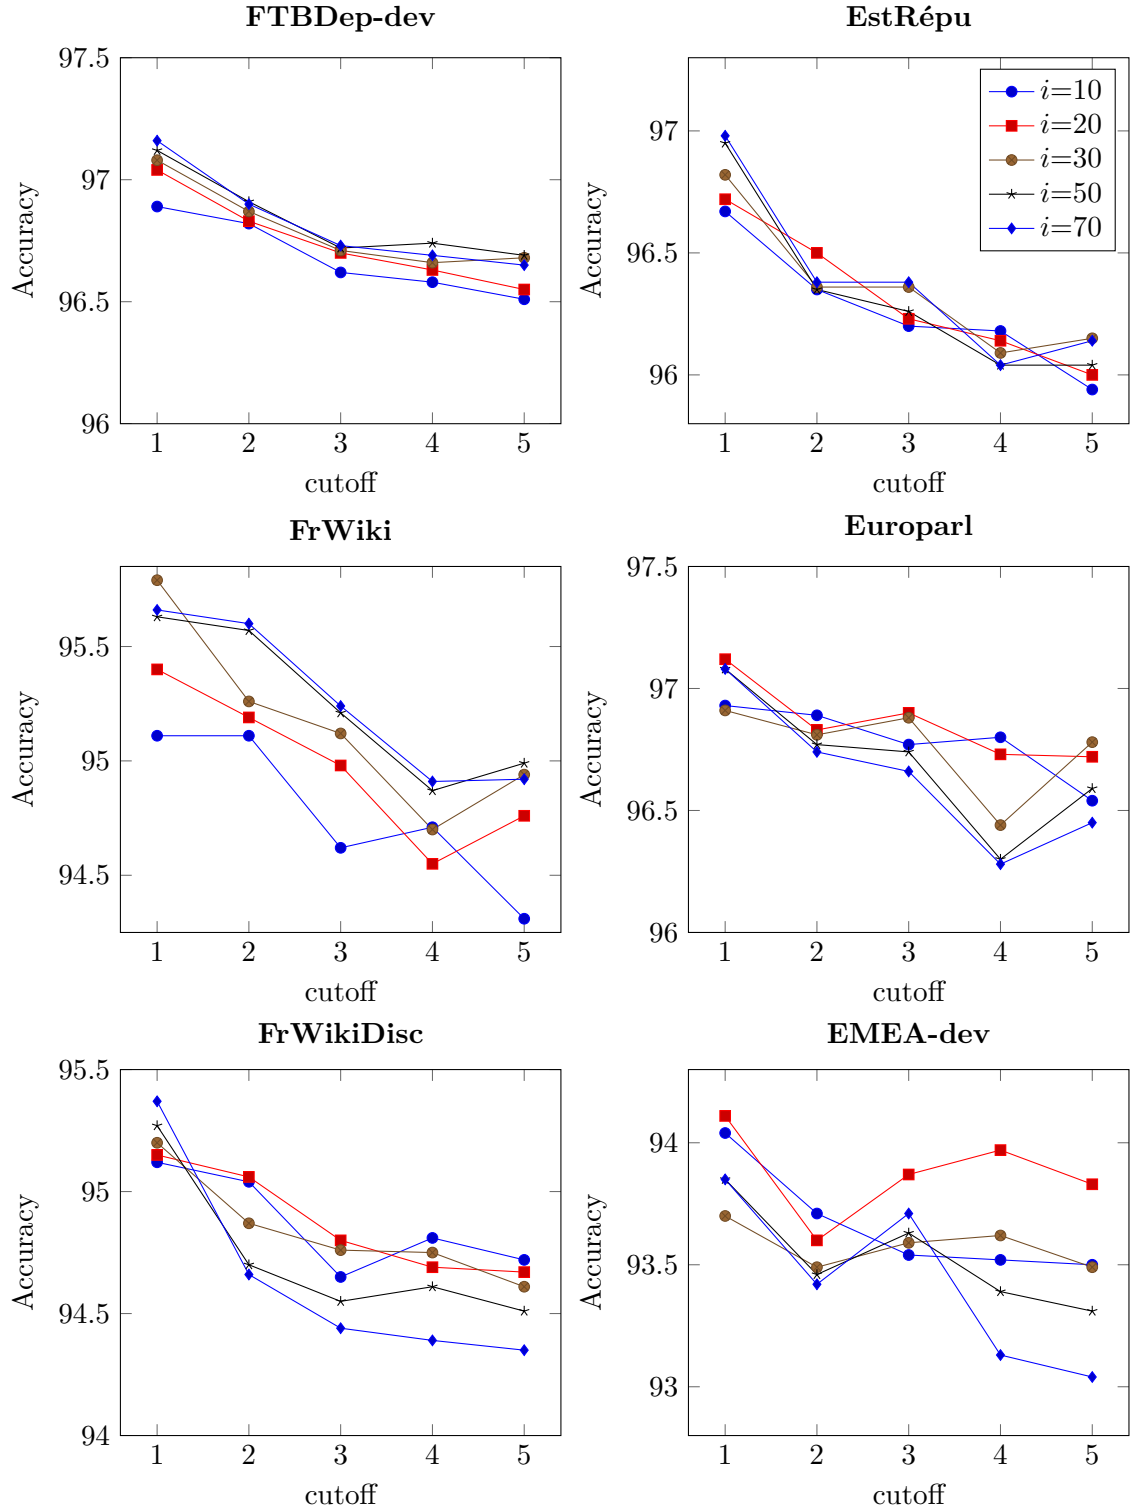 FTBDep-dev
97.5
97
96.5
96
Accuracy
1 2 3 4 5
cutoff
EstRépu
97
96.5
96
Accuracy
1 2 3 4 5
cutoff
i=10
i=20
i=30
i=50
i=70
FrWiki
95.5
95
94.5
Accuracy
1 2 3 4 5
cutoff
Europarl
97.5
97
96.5
96
Accuracy
1 2 3 4 5
cutoff
FrWikiDisc
95.5
95
94.5
94
Accuracy
1 2 3 4 5
cutoff
EMEA-dev
94
93.5
93
Accuracy
1 2 3 4 5
cutoff